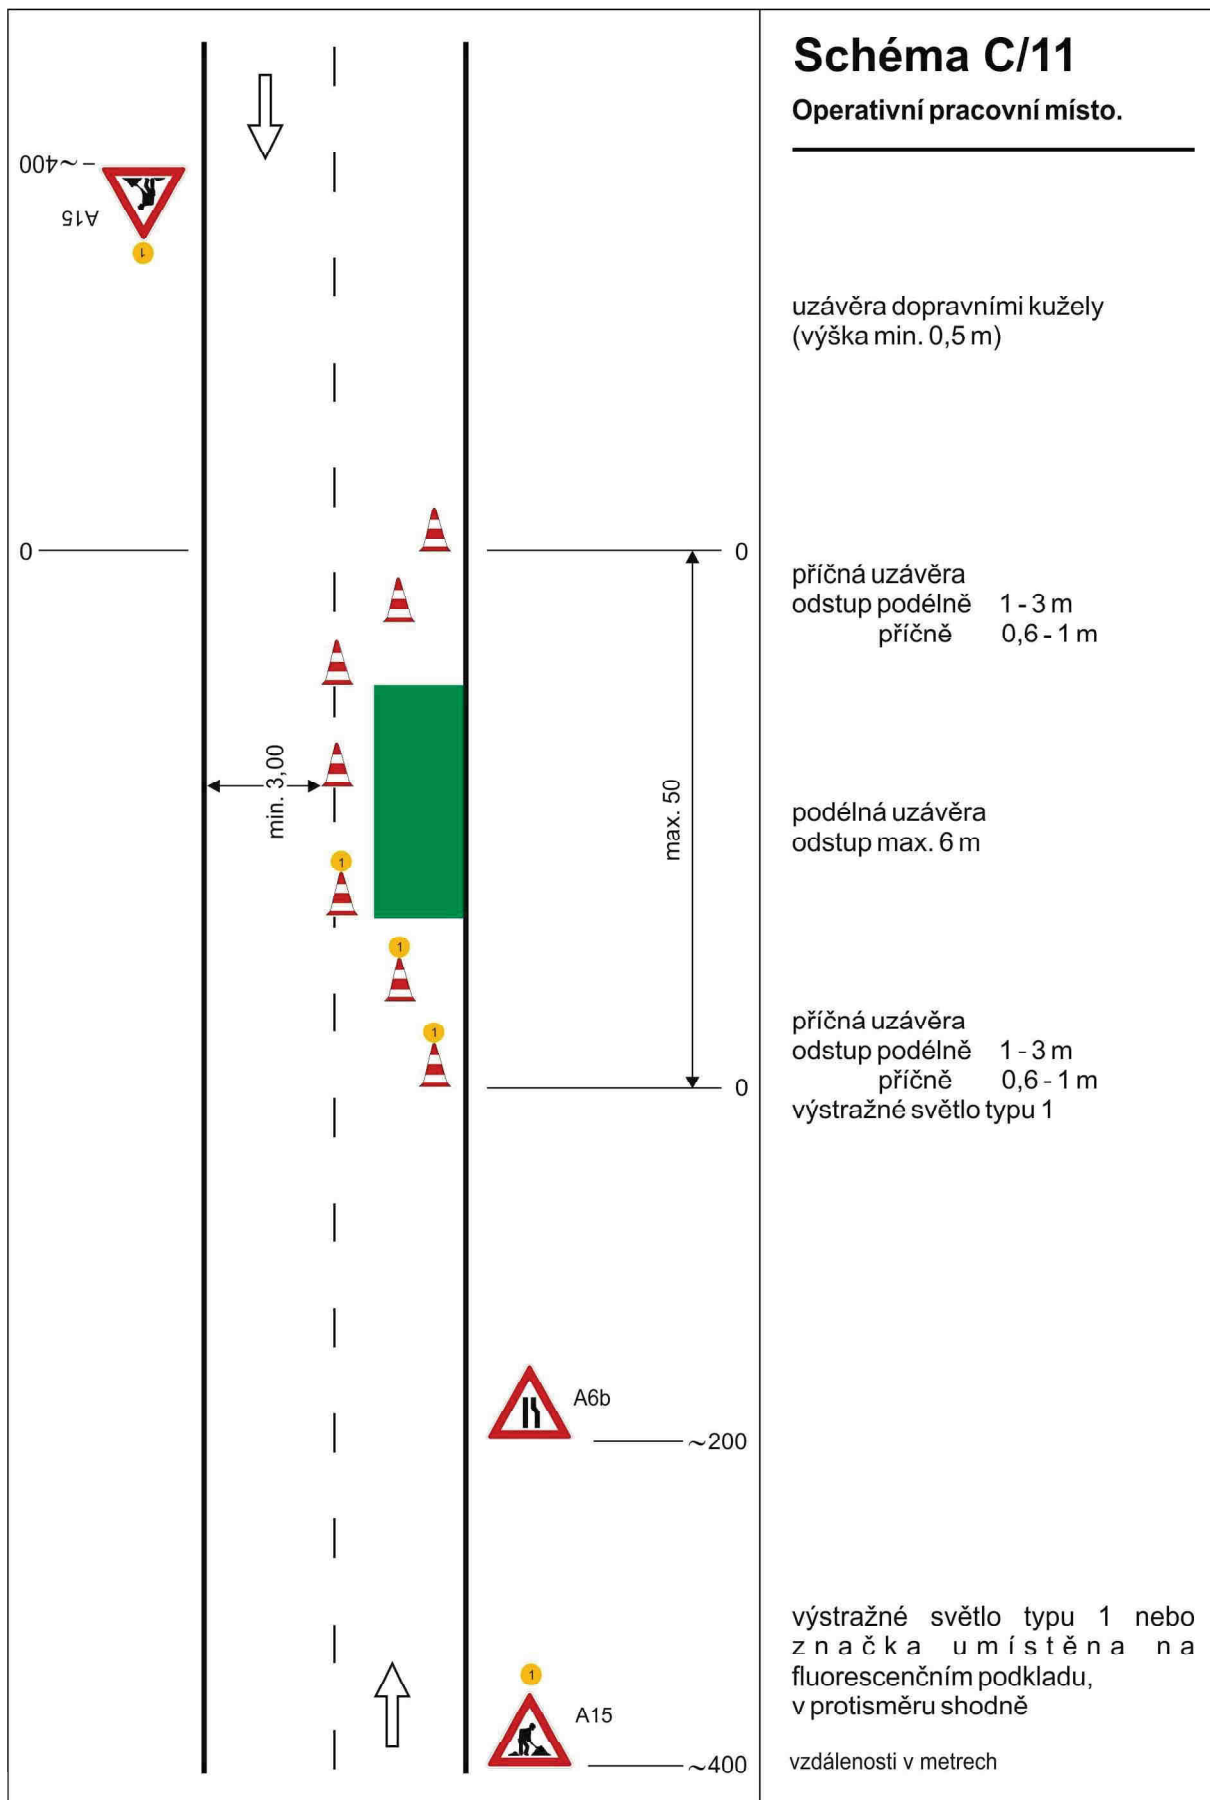 Schéma C/11
Operativní pracovní místo.
~400
A15
1
uzávěra dopravními kužely
(výška min. 0,5 m)
0
0
příčná uzávěra
odstup podélně 1 - 3 m
příčně 0,6 - 1 m
min. 3,00
max. 50
podélná uzávěra
odstup max. 6 m
1
1
1
příčná uzávěra
odstup podélně 1 - 3 m
příčně 0,6 - 1 m
výstražné světlo typu 1
0
A6b
~200
výstražné světlo typu 1 nebo
značka umístěna na
fluorescenčním podkladu,
v protisměru shodně
1
A15
~400
vzdálenosti v metrech